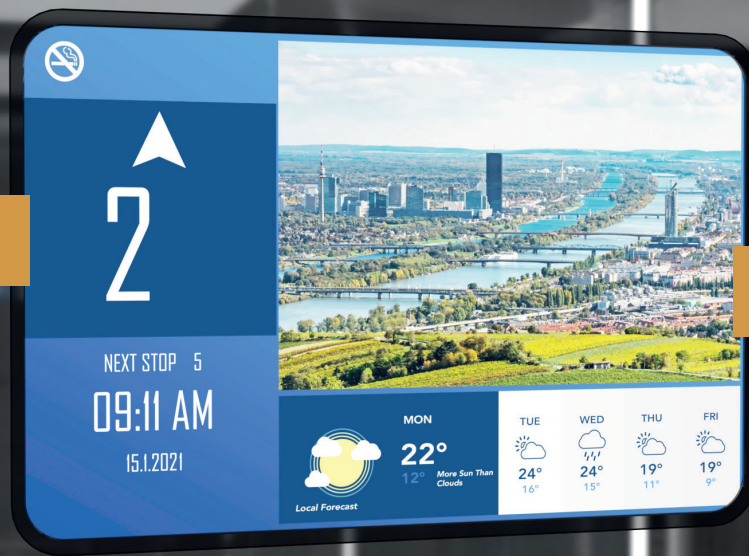 2
NEXT STOP 5
09:11 AM
15.1.2021
MON
22°
12°
More Sun Than
Clouds
Local Forecast
TUE
24°
16°
WED
24°
15°
THU
19°
11°
FRI
19°
9°